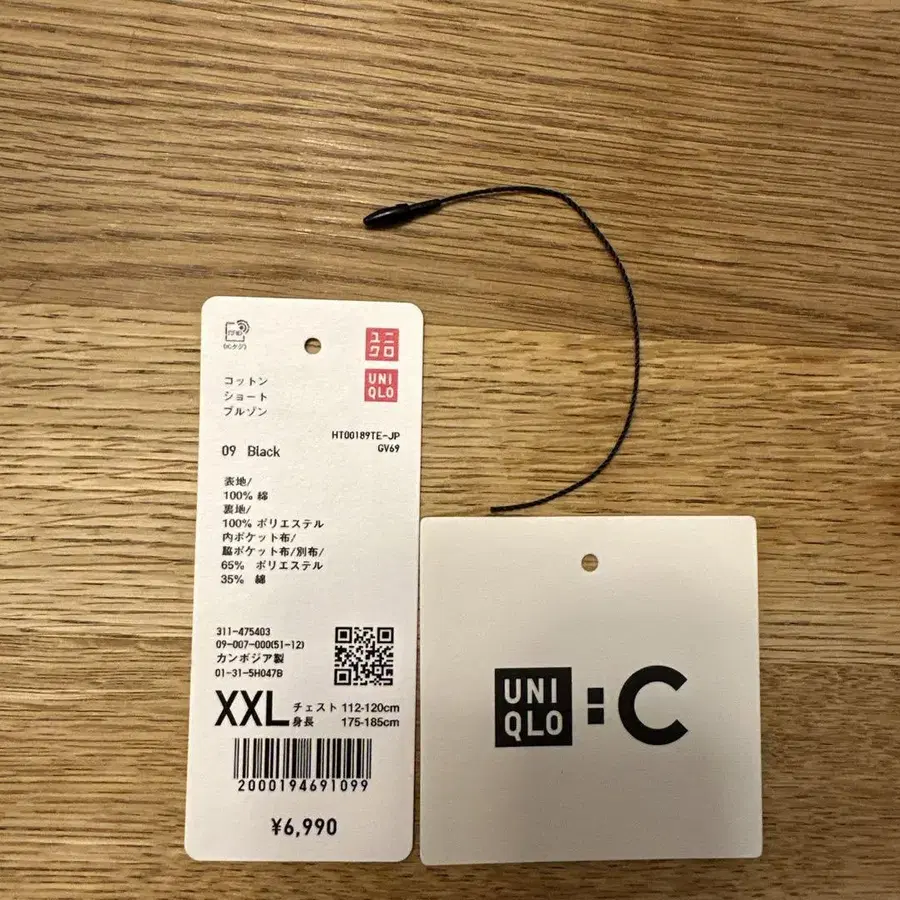 RFID
(ICタグ)
ユニ
クロ
UNI
QLO
コットン
ショート
ブルゾン
HT00189TE-JP
GV69
09 Black
表地/
100% 綿
裏地/
100% ポリエステル
内ポケット布/
脇ポケット布/別布/
65% ポリエステル
35% 綿
311-475403
09-007-000(51-12)
カンボジア製
01-31-5H047B
XXL チェスト 112-120cm
身長 175-185cm
2000194691099
¥6,990
UNI
QLO : C